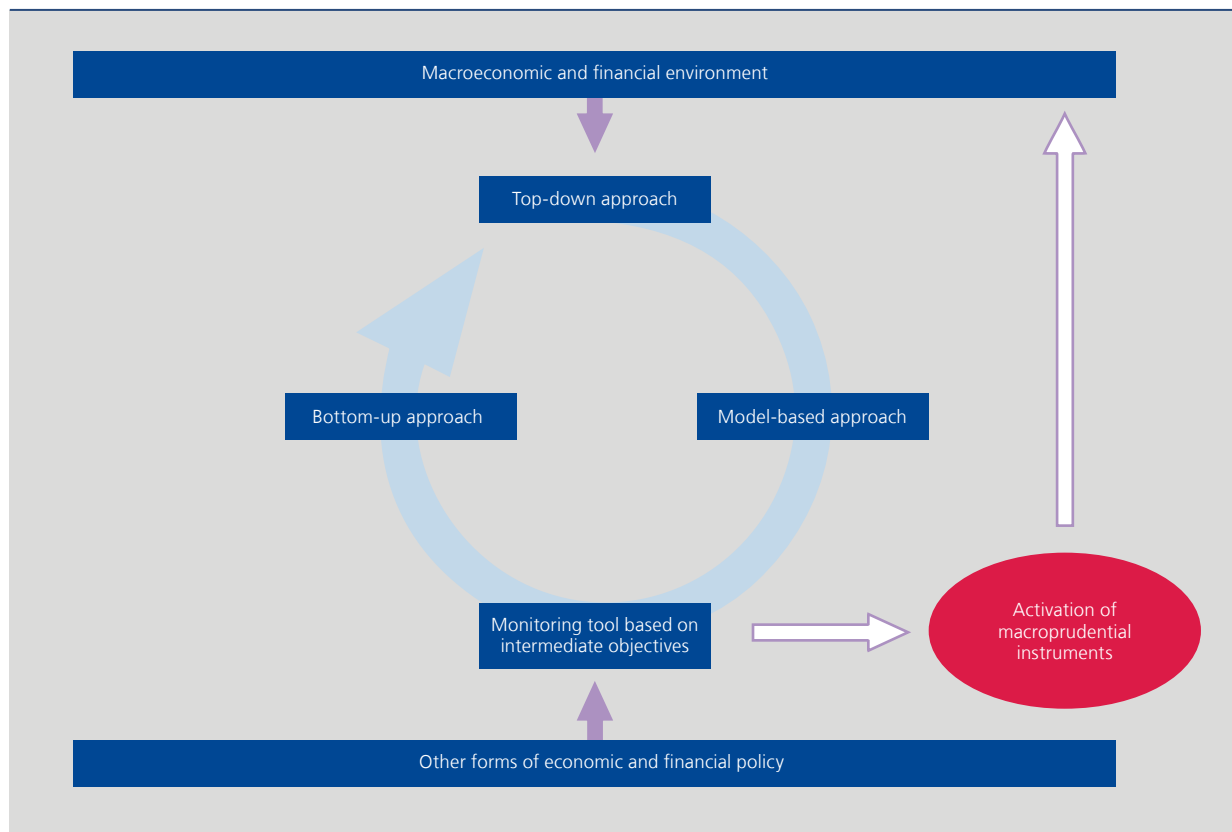 Macroeconomic and financial environment
Top-down approach
Bottom-up approach
Model-based approach
Monitoring tool based on
intermediate objectives
Activation of
macroprudential
instruments
Other forms of economic and financial policy